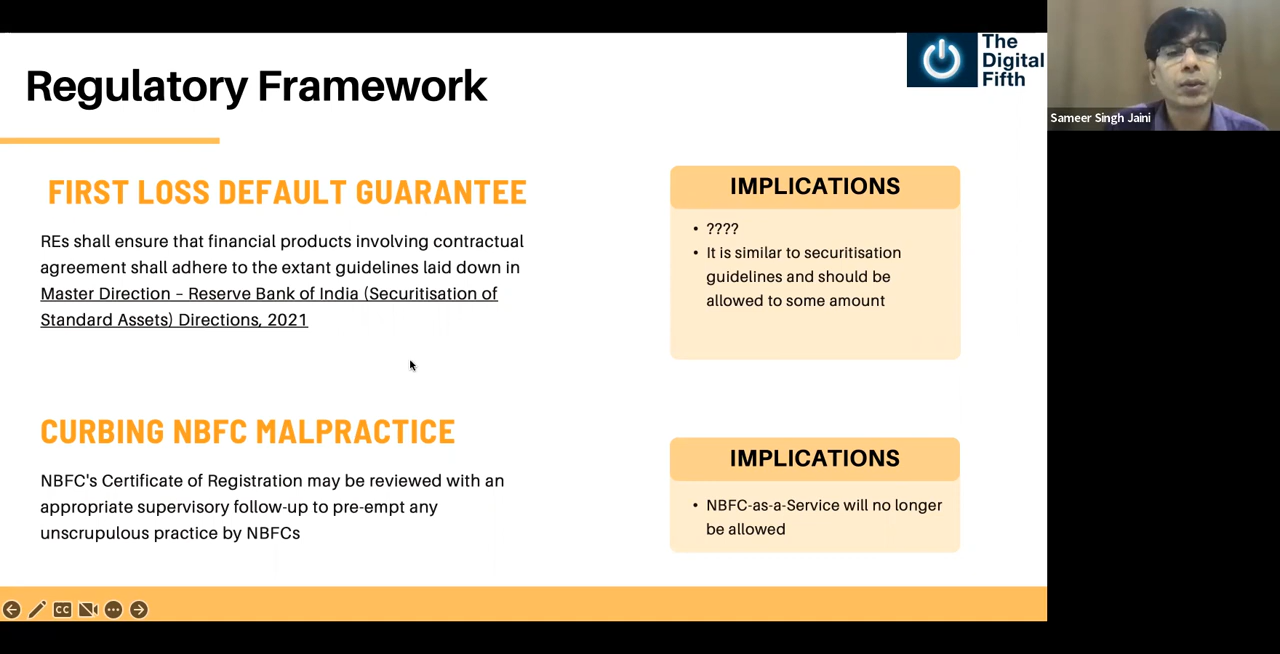 Regulatory Framework
The
Digital
Fifth
Sameer Singh Jaini
FIRST LOSS DEFAULT GUARANTEE
REs shall ensure that financial products involving contractual
agreement shall adhere to the extant guidelines laid down in
Master Direction – Reserve Bank of India (Securitisation of
Standard Assets) Directions, 2021
IMPLICATIONS
• ????
• It is similar to securitisation
guidelines and should be
allowed to some amount
CURBING NBFC MALPRACTICE
NBFC's Certificate of Registration may be reviewed with an
appropriate supervisory follow-up to pre-empt any
unscrupulous practice by NBFCs
IMPLICATIONS
• NBFC-as-a-Service will no longer
be allowed
CC